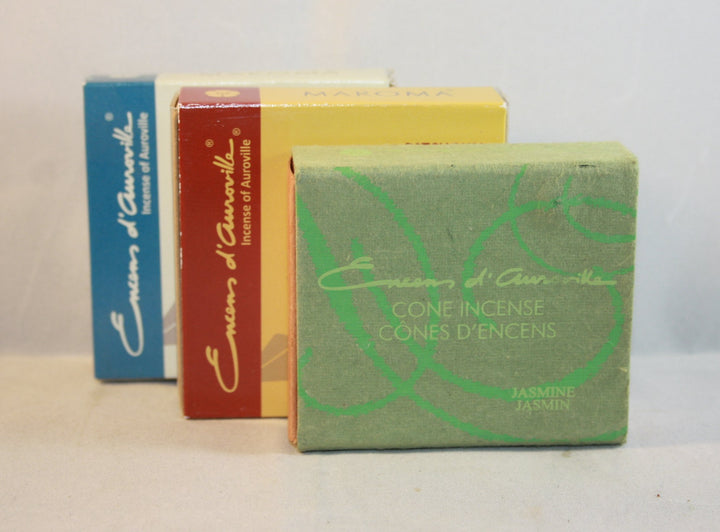 Encens d'Auroville®
Incense of Auroville
MAROMA
Encens d'Auroville®
Incense of Auroville®
Encens d'Auroville
CONE INCENSE
CÔNES D'ENCENS
JASMINE
JASMIN